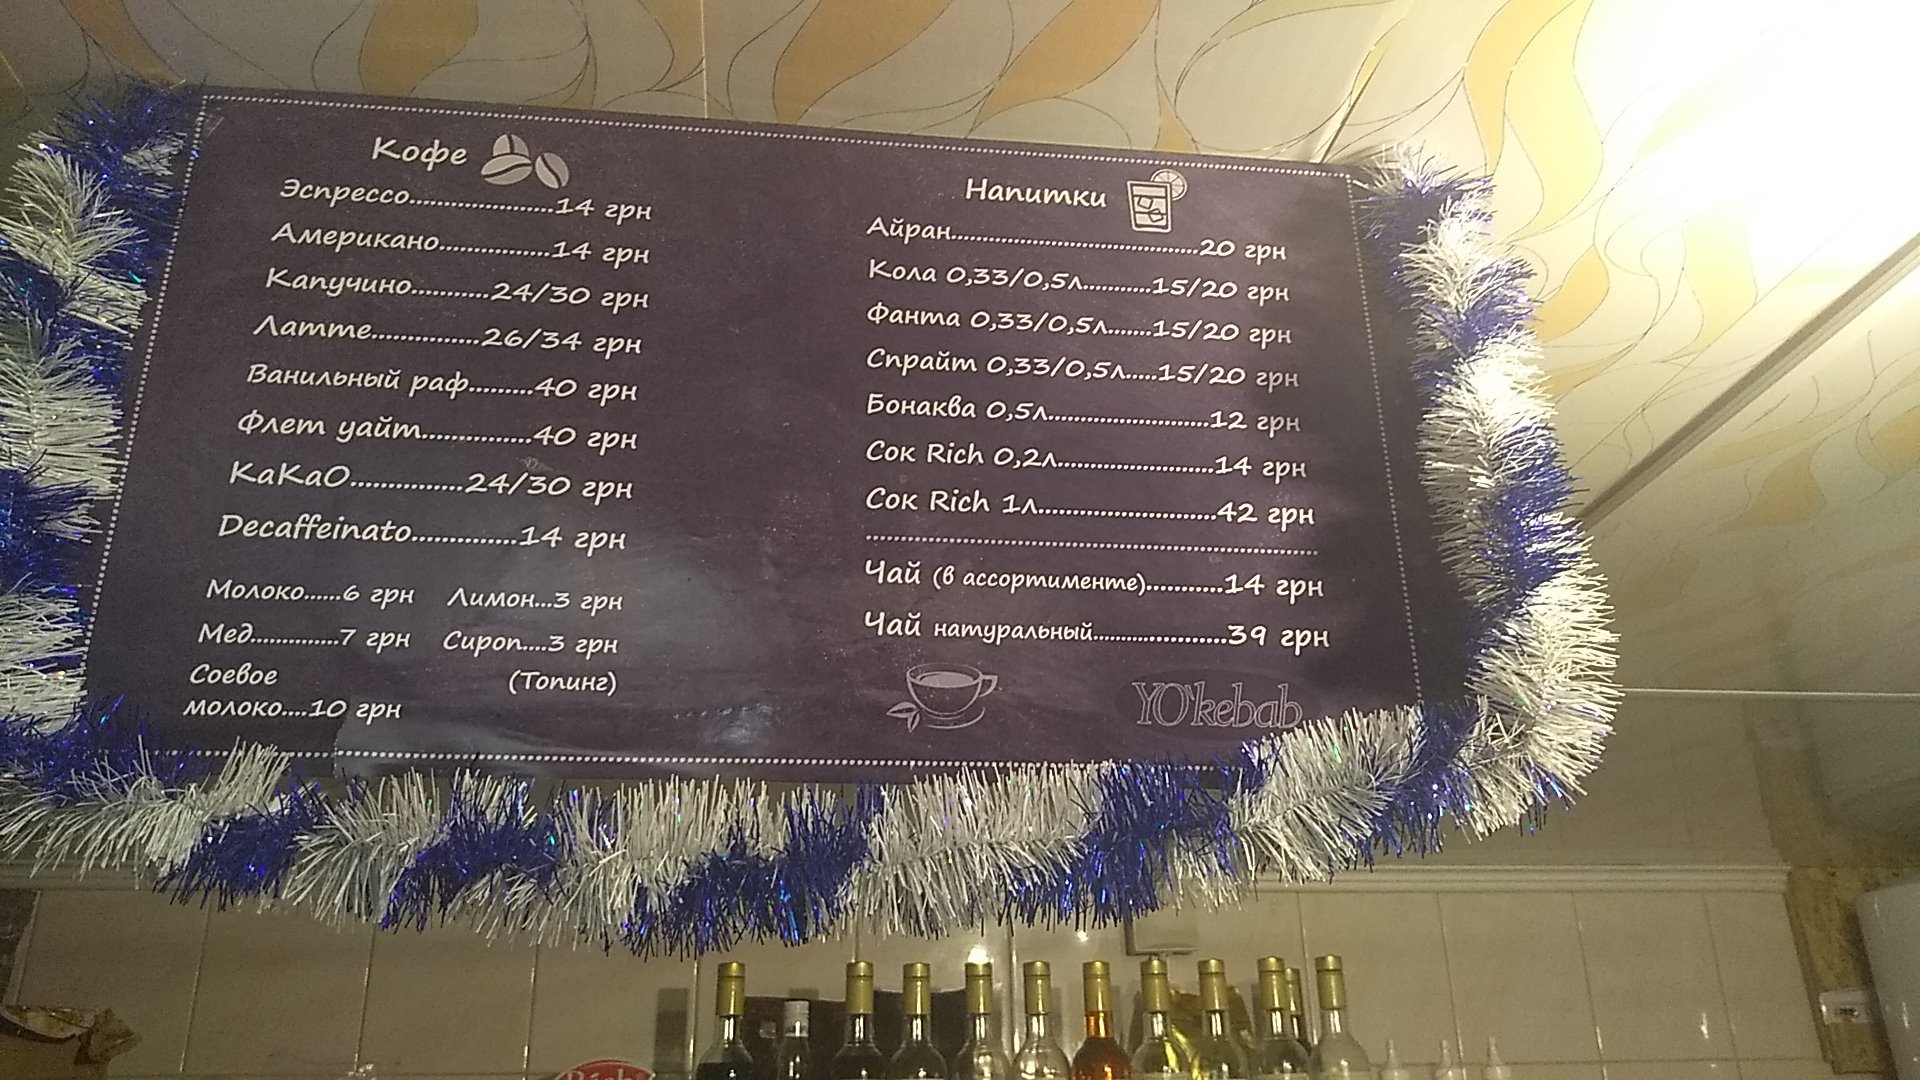 Кофе
Эспрессо.....................14 грн
Американо................14 грн
Капучино...........24/30 грн
Латте................26/34 грн
Ванильный раф.........40 грн
Флет уайт................40 грн
КаКаО................24/30 грн
Decaffeinato...............14 грн
Молоко......6 грн Лимон...3 грн
Мед..............7 грн Сироп....3 грн
Соевое (Топинг)
молоко....10 грн
Напитки
Айран.........................................20 грн
Кола 0,33/0,5л............15/20 грн
Фанта 0,33/0,5л.......15/20 грн
Спрайт 0,33/0,5л.....15/20 грн
Бонаква 0,5л...........................12 грн
Сок Rich 0,2л..........................14 грн
Сок Rich 1л.............................42 грн
Чай (в ассортименте)............14 грн
Чай натуральный......................39 грн
YO'kebab